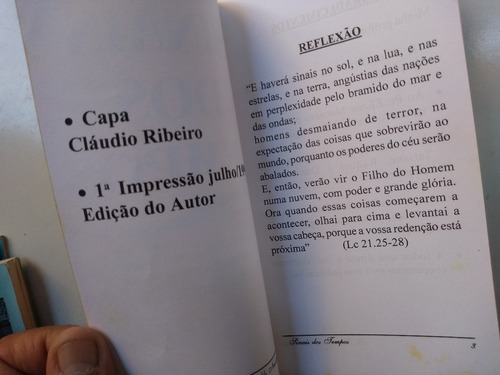 • Capa
Cláudio Ribeiro
• 1ª Impressão julho/19
Edição do Autor
REFLEXÃO
"E haverá sinais no sol, e na lua, e nas
estrelas, e na terra, angústias das nações
em perplexidade pelo bramido do mar e
das ondas;
homens desmaiando de terror, na
expectação das coisas que sobrevirão ao
mundo, porquanto os poderes do céu serão
abalados.
E, então, verão vir o Filho do Homem
numa nuvem, com poder e grande glória.
Ora quando essas coisas começarem a
acontecer, olhai para cima e levantai a
vossa cabeça, porque a vossa redenção está
próxima" (Lc 21.25-28)
Sinais dos Tempos 3